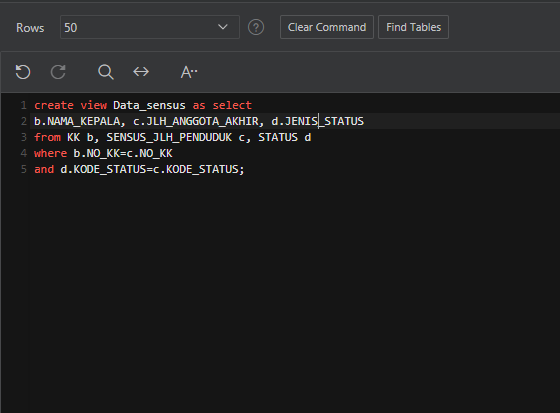 Rows 50 ? Clear Command Find Tables
A
1 create view Data_sensus as select
2 b.NAMA_KEPALA, c.JLH_ANGGOTA_AKHIR, d.JENIS_STATUS
3 from KK b, SENSUS_JLH_PENDUDUK c, STATUS d
4 where b.NO_KK=c.NO_KK
5 and d.KODE_STATUS=c.KODE_STATUS;